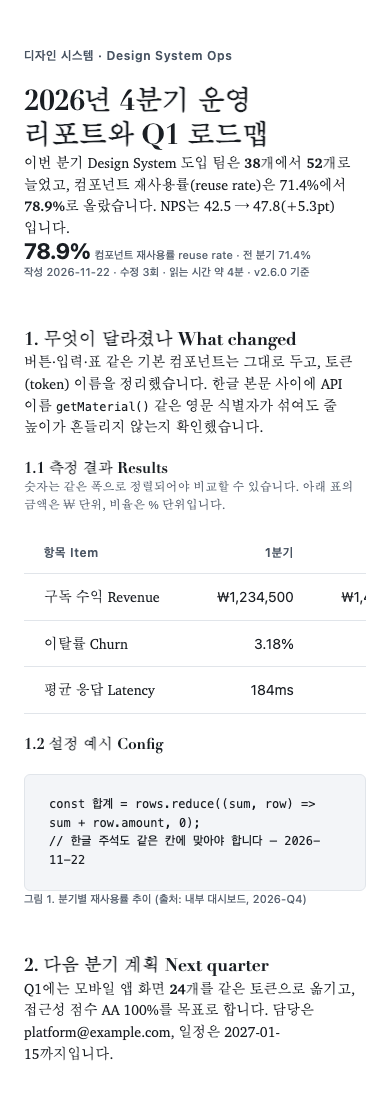 디자인 시스템 · Design System Ops
2026년 4분기 운영
리포트와 Q1 로드맵
이번 분기 Design System 도입 팀은 38개에서 52개로
늘었고, 컴포넌트 재사용률(reuse rate)은 71.4%에서
78.9%로 올랐습니다. NPS는 42.5 → 47.8(+5.3pt)
입니다.
78.9% 컴포넌트 재사용률 reuse rate · 전 분기 71.4%
작성 2026-11-22 · 수정 3회 · 읽는 시간 약 4분 · v2.6.0 기준
1. 무엇이 달라졌나 What changed
버튼·입력·표 같은 기본 컴포넌트는 그대로 두고, 토큰
(token) 이름을 정리했습니다. 한글 본문 사이에 API
이름 getMaterial() 같은 영문 식별자가 섞여도 줄
높이가 흔들리지 않는지 확인했습니다.
1.1 측정 결과 Results
숫자는 같은 폭으로 정렬되어야 비교할 수 있습니다. 아래 표의
금액은 ₩ 단위, 비율은 % 단위입니다.
항목 Item 1분기
구독 수익 Revenue ₩1,234,500 ₩1,4
이탈률 Churn 3.18%
평균 응답 Latency 184ms
1.2 설정 예시 Config
const 합계 = rows.reduce((sum, row) =>
sum + row.amount, 0);
// 한글 주석도 같은 칸에 맞아야 합니다 — 2026-
11-22
그림 1. 분기별 재사용률 추이 (출처: 내부 대시보드, 2026-Q4)
2. 다음 분기 계획 Next quarter
Q1에는 모바일 앱 화면 24개를 같은 토큰으로 옮기고,
접근성 점수 AA 100%를 목표로 합니다. 담당은
platform@example.com, 일정은 2027-01-
15까지입니다.